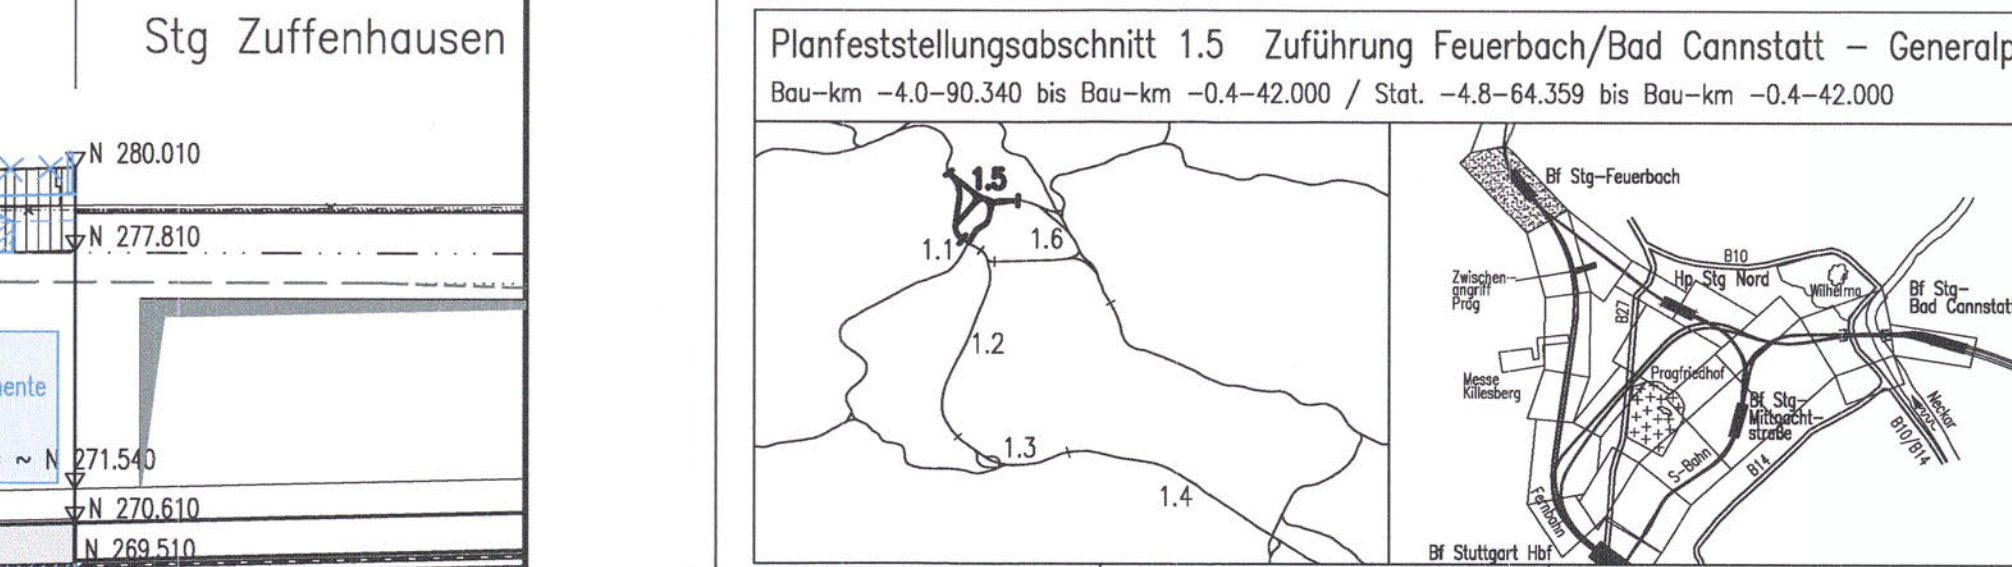 Stg Zuffenhausen
N 280.010
N 277.810
~ N 271.540
N 270.610
N 269.510
Planfeststellungsabschnitt 1.5 Zuführung Feuerbach/Bad Cannstatt – Generalp
Bau-km -4.0-90.340 bis Bau-km -0.4-42.000 / Stat. -4.8-64.359 bis Bau-km -0.4-42.000
1.5
1.1
1.6
1.2
1.3
1.4
Bf Stg-Feuerbach
Zwischen-
angriff
Prag
Hp Stg Nord
B10
Wilhelma
Bf Stg-
Bad Cannstatt
B27
Messe
Killesberg
Pragfriedhof
Bf Stg-
Mittnacht-
straße
Neckar
B10/B14
S-Bahn
B14
Fernbahn
Bf Stuttgart Hbf